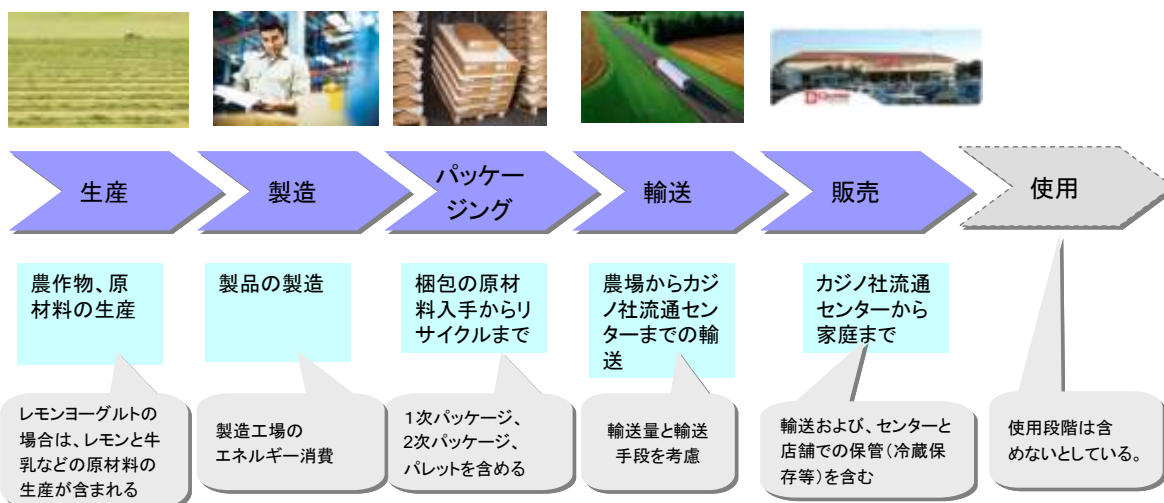 生産
製造
パッケー
ジング
輸送
販売
使用
農作物、原
材料の生産
製品の製造
梱包の原材
料入手からリ
サイクルまで
農場からカジ
ノ社流通セン
ターまでの輸
送
カジノ社流通
センターから
家庭まで
レモンヨーグルトの
場合は、レモンと牛
乳などの原材料の
生産が含まれる
製造工場の
エネルギー消費
1次パッケージ、
2次パッケージ、
パレットを含める
輸送量と輸送
手段を考慮
輸送および、センターと
店舗での保管(冷蔵保
存等)を含む
使用段階は含
めないとしている。